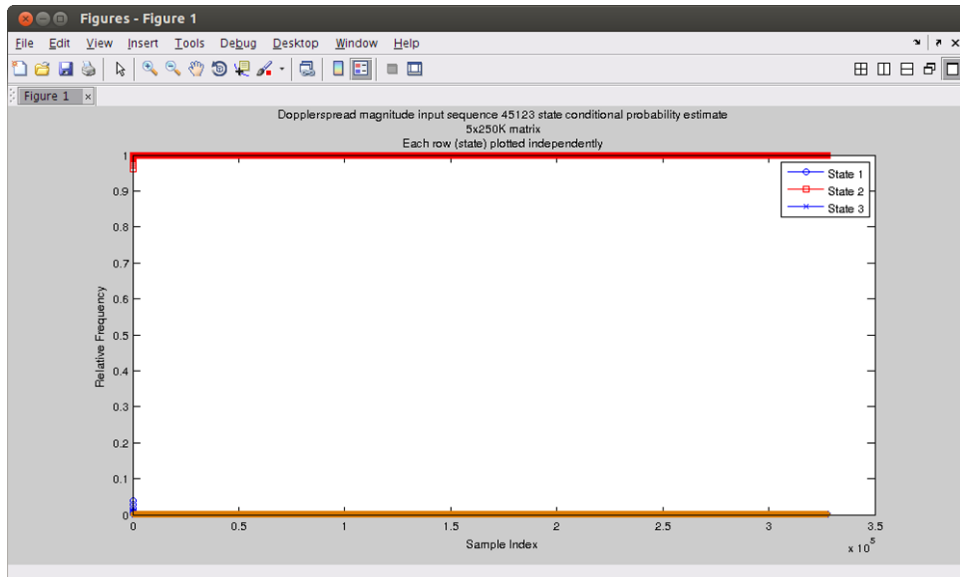 Figures - Figure 1
File Edit View Insert Tools Debug Desktop Window Help
Figure 1
Dopplerspread magnitude input sequence 45123 state conditional probability estimate
5x250K matrix
Each row (state) plotted independently
1
0.9
0.8
0.7
0.6
0.5
0.4
0.3
0.2
0.1
0
Relative Frequency
State 1
State 2
State 3
0 0.5 1 1.5 2 2.5 3 3.5
Sample Index
x 10^5